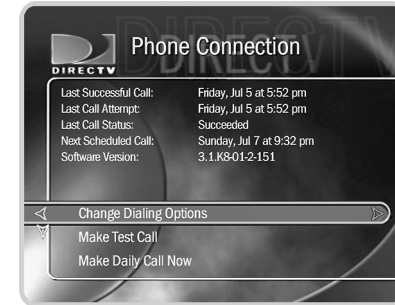 DIRECTV
Phone Connection
DIRECTV
Last Successful Call: Friday, Jul 5 at 5:52 pm
Last Call Attempt: Friday, Jul 5 at 5:52 pm
Last Call Status: Succeeded
Next Scheduled Call: Sunday, Jul 7 at 9:32 pm
Software Version: 3.1.K8-01-2-151
Change Dialing Options
Make Test Call
Make Daily Call Now